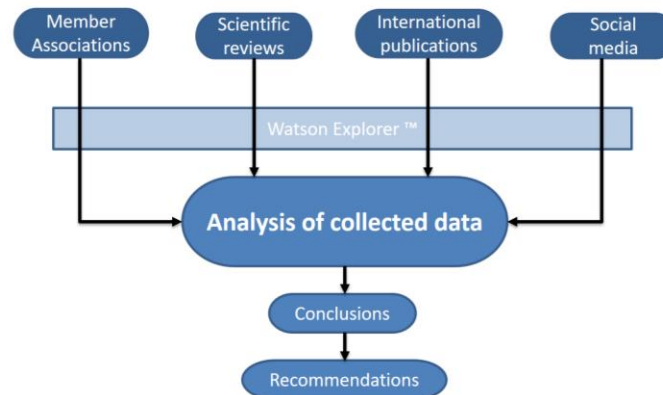 Member
Associations
Scientific
reviews
International
publications
Social
media
Watson Explorer ™
Analysis of collected data
Conclusions
Recommendations